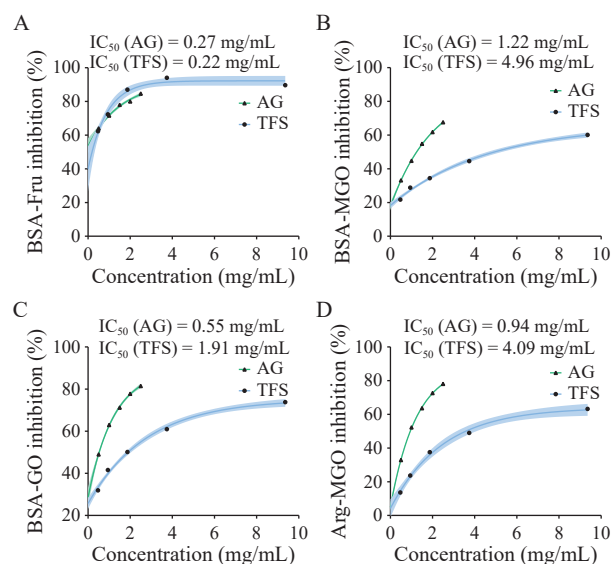 A
IC₅₀ (AG) = 0.27 mg/mL
IC₅₀ (TFS) = 0.22 mg/mL
BSA-Fru inhibition (%)
100
80
60
40
20
0
AG
TFS
0 2 4 6 8 10
Concentration (mg/mL)
B
IC₅₀ (AG) = 1.22 mg/mL
IC₅₀ (TFS) = 4.96 mg/mL
BSA-MGO inhibition (%)
100
80
60
40
20
0
AG
TFS
0 2 4 6 8 10
Concentration (mg/mL)
C
IC₅₀ (AG) = 0.55 mg/mL
IC₅₀ (TFS) = 1.91 mg/mL
BSA-GO inhibition (%)
80
60
40
20
AG
TFS
0 2 4 6 8 10
Concentration (mg/mL)
D
IC₅₀ (AG) = 0.94 mg/mL
IC₅₀ (TFS) = 4.09 mg/mL
Arg-MGO inhibition (%)
100
80
60
40
20
0
AG
TFS
0 2 4 6 8 10
Concentration (mg/mL)